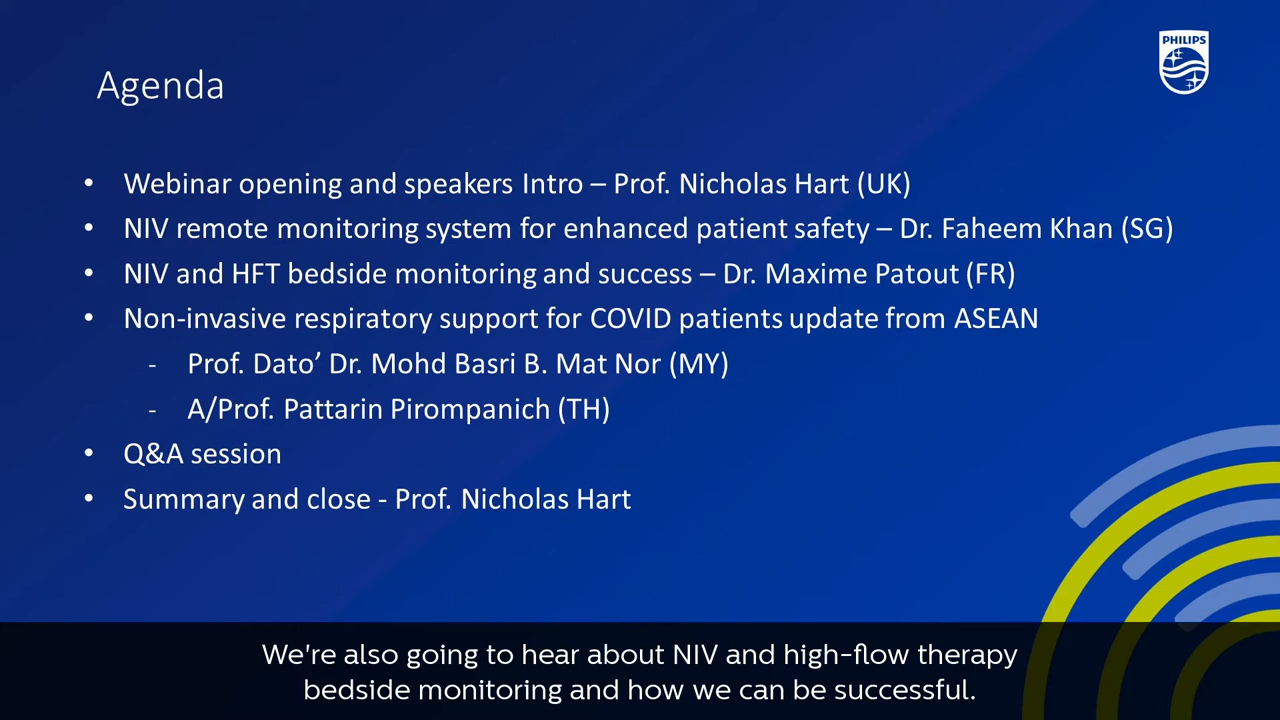 PHILIPS
Agenda
• Webinar opening and speakers Intro – Prof. Nicholas Hart (UK)
• NIV remote monitoring system for enhanced patient safety – Dr. Faheem Khan (SG)
• NIV and HFT bedside monitoring and success – Dr. Maxime Patout (FR)
• Non-invasive respiratory support for COVID patients update from ASEAN
- Prof. Dato’ Dr. Mohd Basri B. Mat Nor (MY)
- A/Prof. Pattarin Pirompanich (TH)
• Q&A session
• Summary and close - Prof. Nicholas Hart
We're also going to hear about NIV and high-flow therapy
bedside monitoring and how we can be successful.